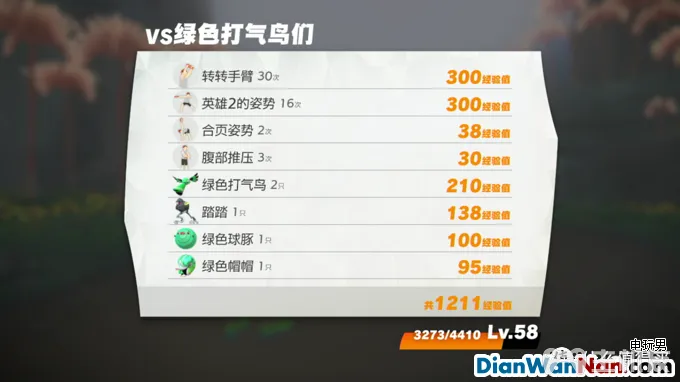 vs绿色打气鸟们
转转手臂 30次 300经验值
英雄2的姿势 16次 300经验值
合页姿势 2次 38经验值
腹部推压 3次 30经验值
绿色打气鸟 2只 210经验值
踏踏 1只 138经验值
绿色球豚 1只 100经验值
绿色帽帽 1只 95经验值
共1211经验值
3273/4410 Lv.58
电玩男
DianWanNan.com